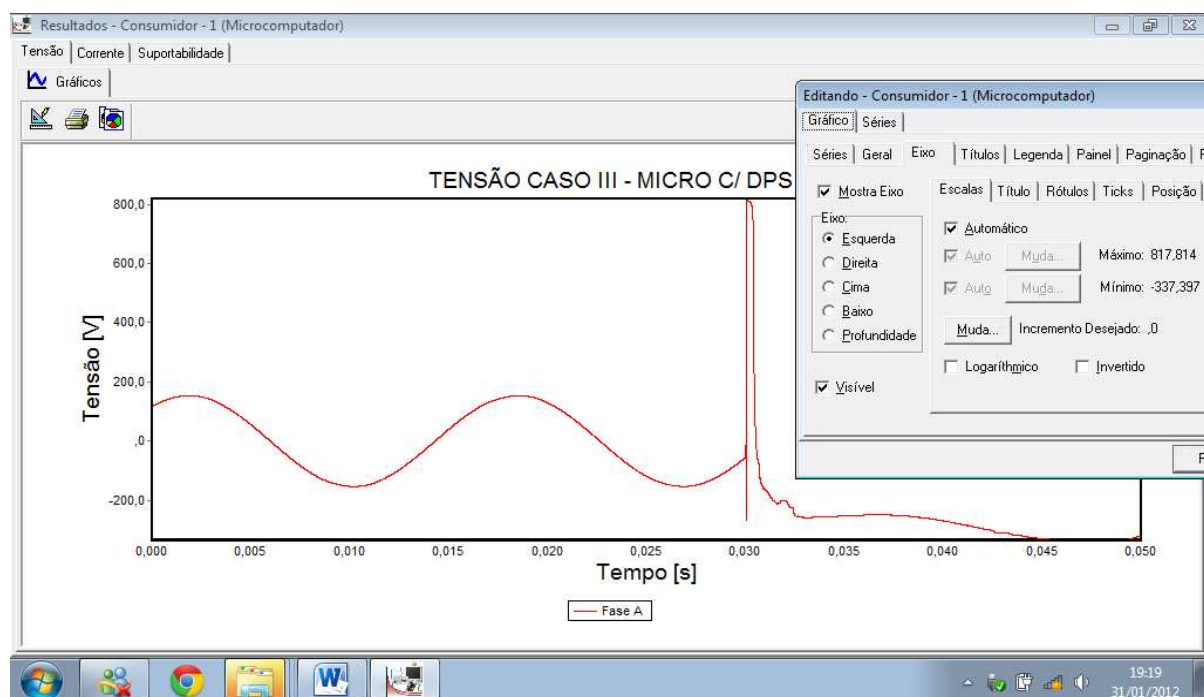 Resultados - Consumidor - 1 (Microcomputador)
Tensão Corrente Suportabilidade
Gráficos
TENSÃO CASO III - MICRO C/ DPS
800,0
600,0
400,0
200,0
,0
-200,0
Tensão [V]
0,000 0,005 0,010 0,015 0,020 0,025 0,030 0,035 0,040 0,045 0,050
Tempo [s]
Fase A
Editando - Consumidor - 1 (Microcomputador)
Gráfico Séries
Séries Geral Eixo Títulos Legenda Painel Paginação
Mostra Eixo
Escalas Título Rótulos Ticks Posição
Eixo:
Esquerda
Direita
Cima
Baixo
Profundidade
Visível
Automático
Auto Muda... Máximo: 817,814
Auto Muda... Mínimo: -337,397
Muda... Incremento Desejado: ,0
Logaríthmico Invertido
W
19:19
31/01/2012